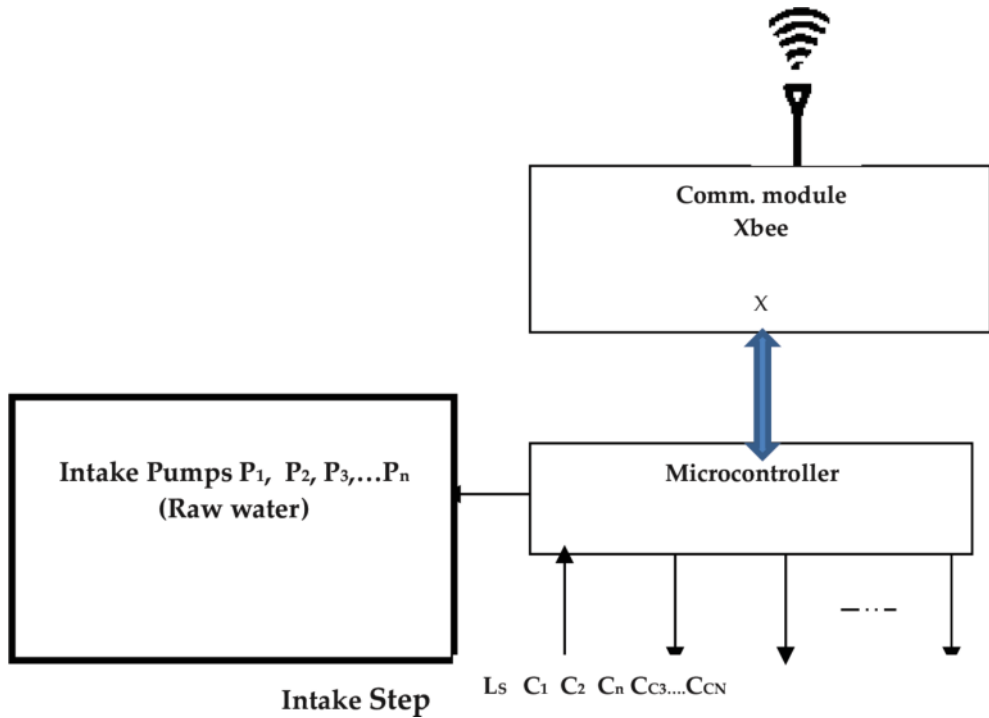 Comm. module
Xbee
X
Intake Pumps P1, P2, P3,...Pn
(Raw water)
Microcontroller
Intake Step
Ls C1 C2 Cn CC3....CCN